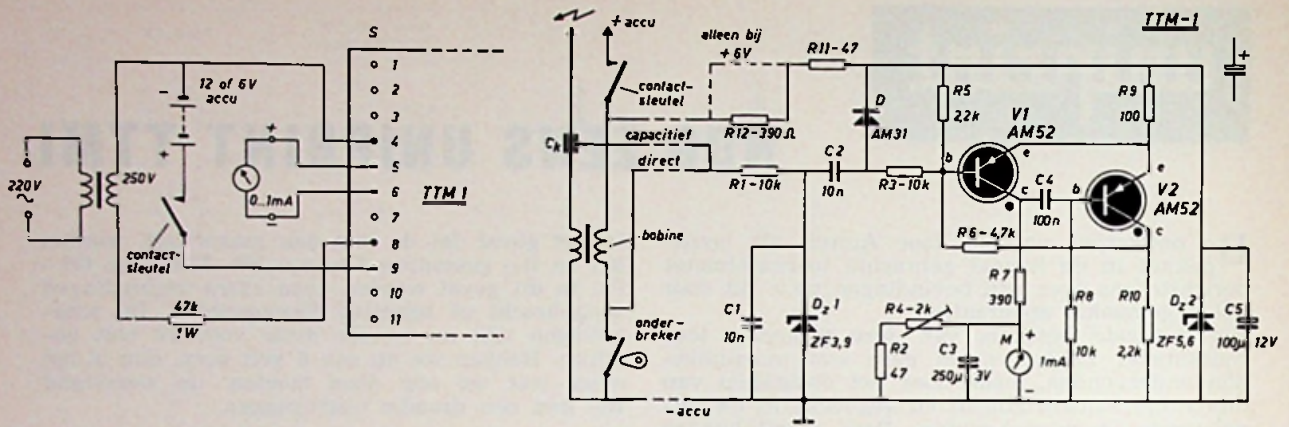 S
TTM 1
1
2
3
4
5
6
7
8
9
10
11
12 of 6V
accu
−
+
220V
~
250V
+
0...1mA
−
contact-
sleutel
47k
1W
TTM-1
+ accu
alleen bij
+ 6V
R11-47
contact-
sleutel
R12-390Ω
capacitief
direct
Ck
bobine
onder-
breker
- accu
R1-10k
C1
10n
C2
10n
D
AM31
R3-10k
R5
2,2k
V1
AM52
b
e
c
R9
100
C4
100n
b
e
c
V2
AM52
R6-4,7k
R7
390
R8
10k
R10
2,2k
Dz1
ZF3,9
R4-2k
R2
47
C3
250µ
3V
M
+
1mA
−
Dz2
ZF5,6
C5
100µ
12V
+